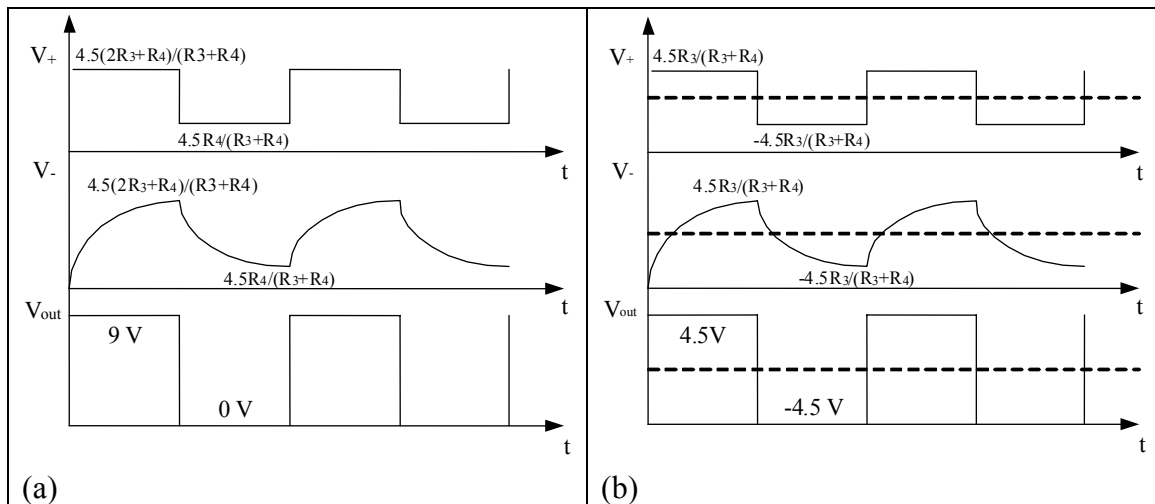 V+
4.5(2R3+R4)/(R3+R4)
4.5R4/(R3+R4)
t
V-
4.5(2R3+R4)/(R3+R4)
4.5R4/(R3+R4)
t
Vout
9 V
0 V
t
(a)
V+
4.5R3/(R3+R4)
-4.5R3/(R3+R4)
t
V-
4.5R3/(R3+R4)
-4.5R3/(R3+R4)
t
Vout
4.5V
-4.5 V
t
(b)